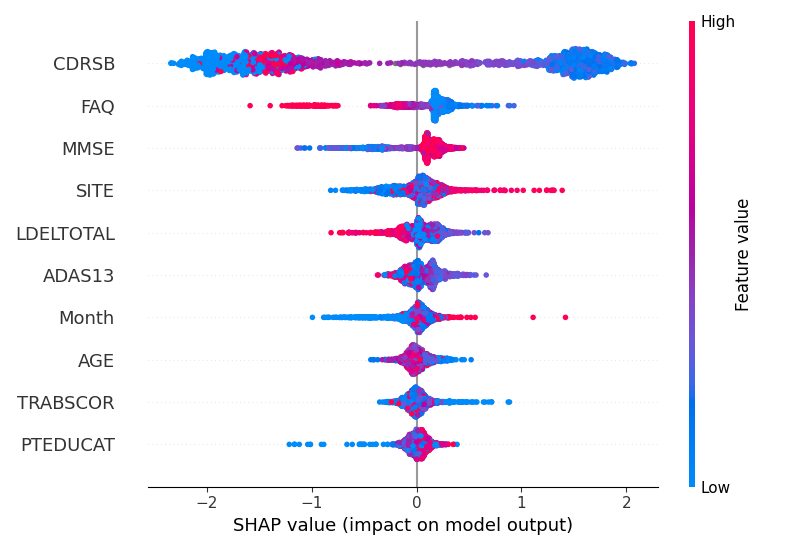 High
CDRSB
FAQ
MMSE
SITE
LDELTOTAL
ADAS13
Month
AGE
TRABSCOR
PTEDUCAT
Feature value
Low
−2 −1 0 1 2
SHAP value (impact on model output)